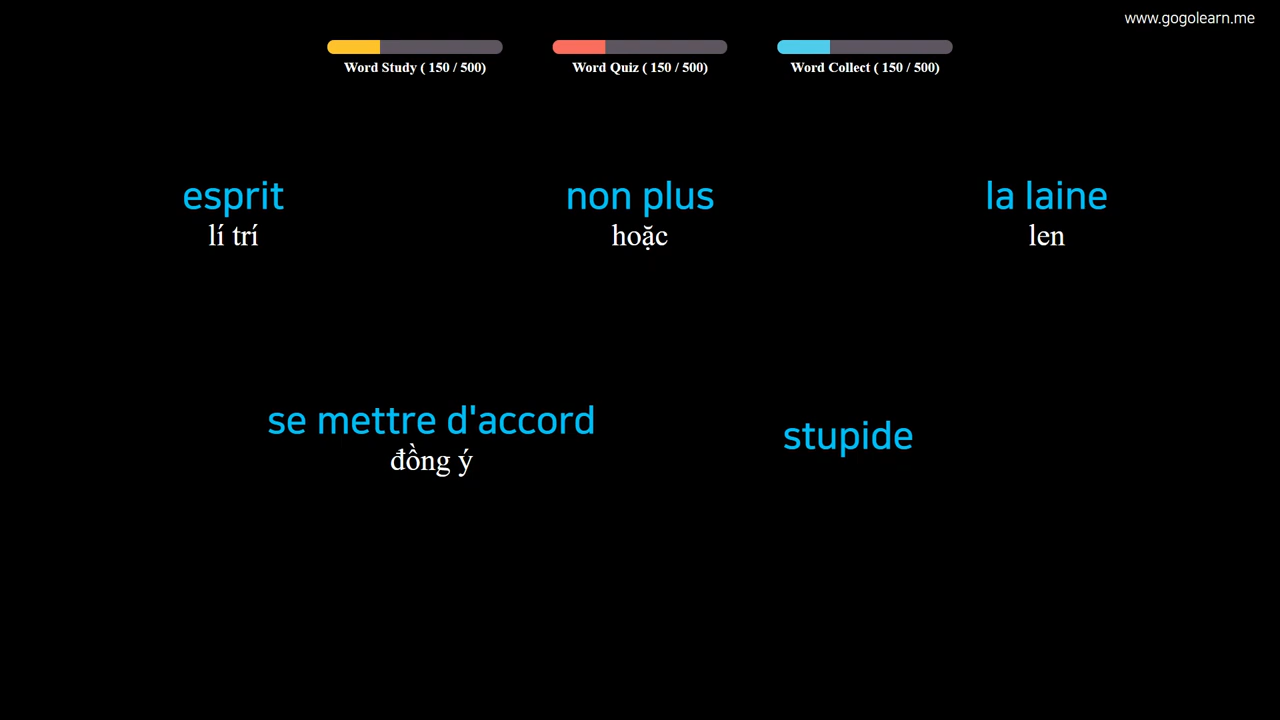 www.gogolearn.me
Word Study ( 150 / 500)
Word Quiz ( 150 / 500)
Word Collect ( 150 / 500)
esprit
lí trí
non plus
hoặc
la laine
len
se mettre d'accord
đồng ý
stupide